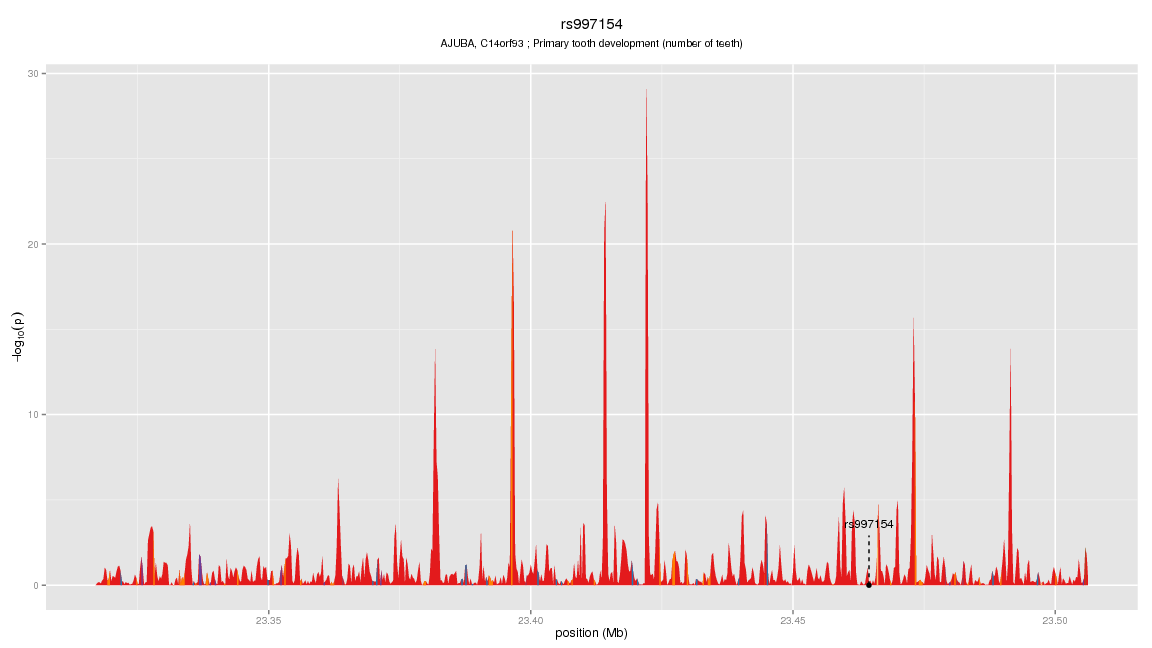 rs997154
AJUBA, C14orf93 ; Primary tooth development (number of teeth)
30
20
10
0
−log10(p)
rs997154
23.35
23.40
23.45
23.50
position (Mb)